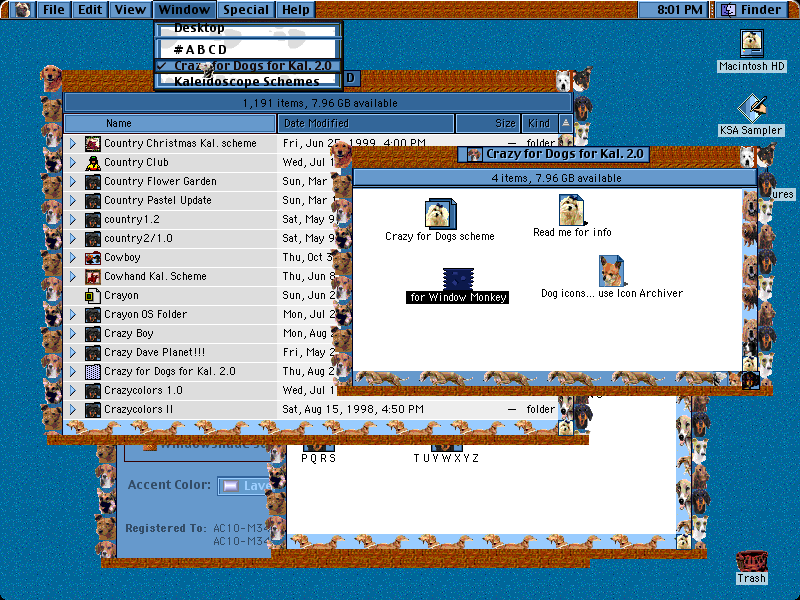 File Edit View Window Special Help 8:01 PM Finder
Desktop
# A B C D
✓ Crazy for Dogs for Kal. 2.0
Kaleidoscope Schemes
D
Macintosh HD
KSA Sampler
ures
1,191 items, 7.96 GB available
Name Date Modified Size Kind
Country Christmas Kal. scheme Fri, Jun 25, 1999, 4:00 PM — folder
Country Club Wed, Jul 1
Country Flower Garden Sun, Mar
Country Pastel Update Sun, Mar
country1.2 Sat, May 9
country2/1.0 Sat, May 9
Cowboy Thu, Oct 3
Cowhand Kal. Scheme Thu, Jun 8
Crayon Sun, Jun 2
Crayon OS Folder Mon, Jul 2
Crazy Boy Mon, Aug 2
Crazy Dave Planet!!! Fri, May 2
Crazy for Dogs for Kal. 2.0 Thu, Aug 2
Crazycolors 1.0 Wed, Jul 1
Crazycolors II Sat, Aug 15, 1998, 4:50 PM — folder
Crazy for Dogs for Kal. 2.0
4 items, 7.96 GB available
Crazy for Dogs scheme
Read me for info
for Window Monkey
Dog icons... use Icon Archiver
P Q R S
T U V W X Y Z
Accent Color: Lave
Registered To: AC10-M34
AC10-M34
Trash